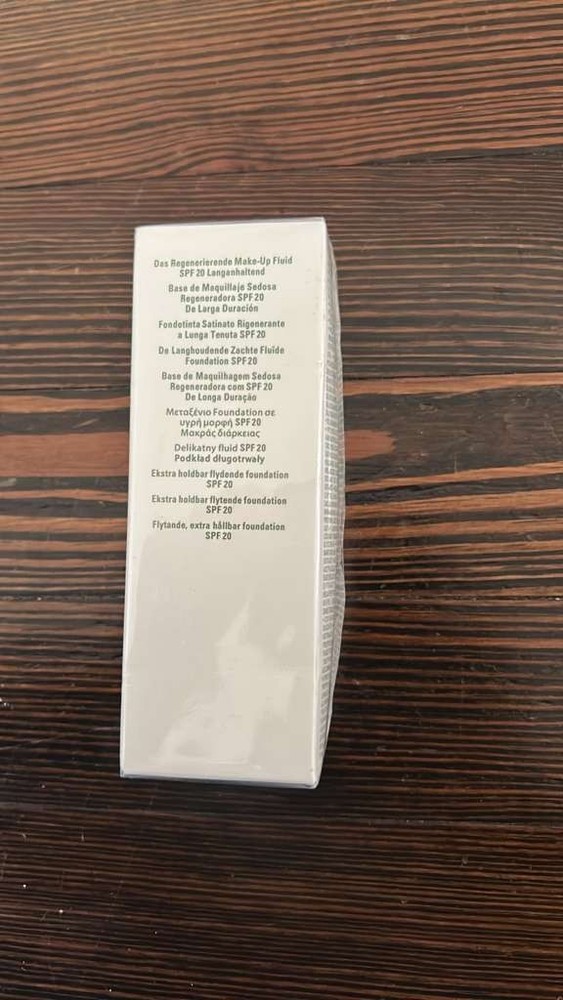 Das Regenerierende Make-Up Fluid
SPF 20 Langanhaltend
Base de Maquillaje Sedosa
Regeneradora SPF 20
De Larga Duración
Fondotinta Satinato Rigenerante
a Lunga Tenuta SPF 20
De Langhoudende Zachte Fluïde
Foundation SPF 20
Base de Maquilhagem Sedosa
Regeneradora com SPF 20
De Longa Duração
Μεταξένιο Foundation σε
υγρή μορφή SPF 20
Μακράς διάρκειας
Delikatny fluid SPF 20
Podkład długotrwały
Ekstra holdbar flydende foundation
SPF 20
Ekstra holdbar flytende foundation
SPF 20
Flytande, extra hållbar foundation
SPF 20